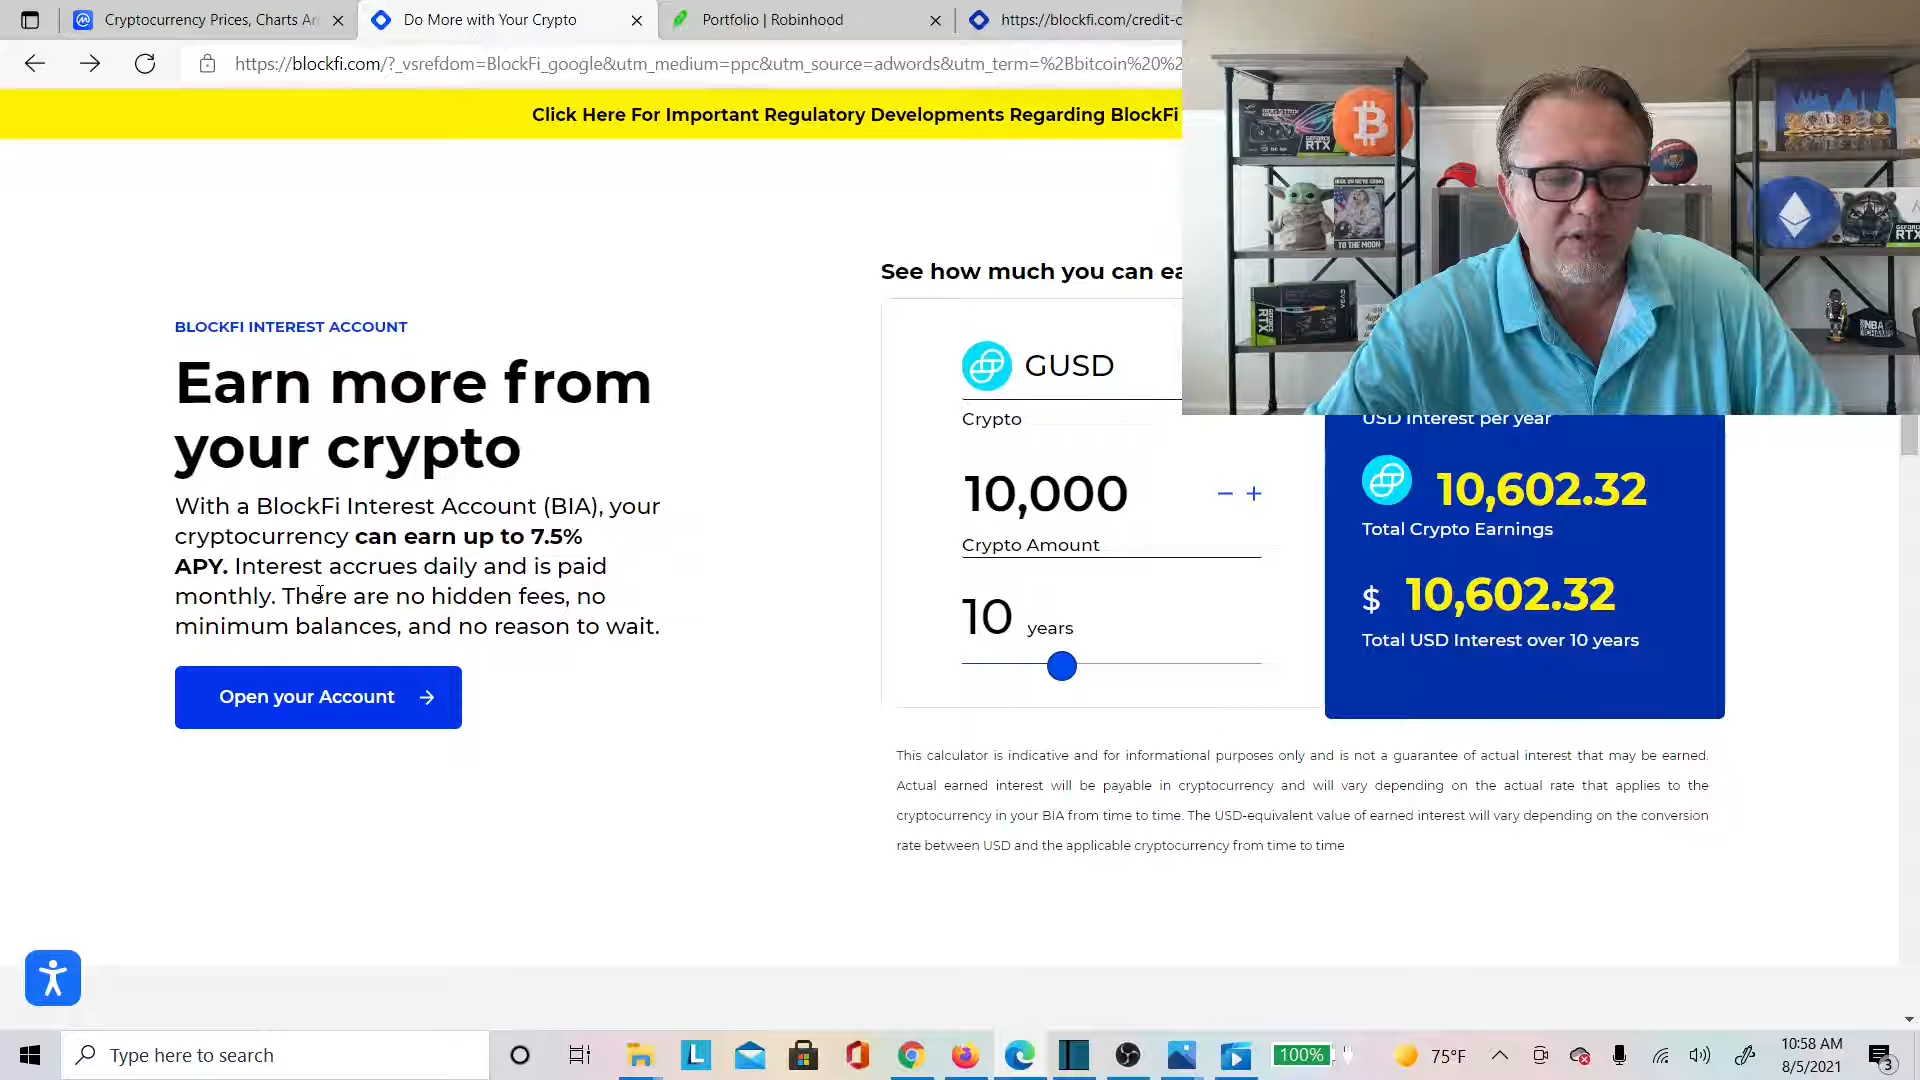 Cryptocurrency Prices, Charts An
Do More with Your Crypto
Portfolio | Robinhood
https://blockfi.com/credit-c
https://blockfi.com/?_vsrefdom=BlockFi_google&utm_medium=ppc&utm_source=adwords&utm_term=%2Bbitcoin%20%2
Click Here For Important Regulatory Developments Regarding BlockFi
GEFORCE
RTX
TO THE MOON
GEFORCE
RTX
NBA
See how much you can ea
BLOCKFI INTEREST ACCOUNT
Earn more from
your crypto
With a BlockFi Interest Account (BIA), your
cryptocurrency can earn up to 7.5%
APY. Interest accrues daily and is paid
monthly. There are no hidden fees, no
minimum balances, and no reason to wait.
Open your Account
GUSD
Crypto
10,000
Crypto Amount
10 years
USD Interest per year
10,602.32
Total Crypto Earnings
$ 10,602.32
Total USD Interest over 10 years
This calculator is indicative and for informational purposes only and is not a guarantee of actual interest that may be earned.
Actual earned interest will be payable in cryptocurrency and will vary depending on the actual rate that applies to the
cryptocurrency in your BIA from time to time. The USD-equivalent value of earned interest will vary depending on the conversion
rate between USD and the applicable cryptocurrency from time to time
Type here to search
100%
75°F
10:58 AM
8/5/2021
3